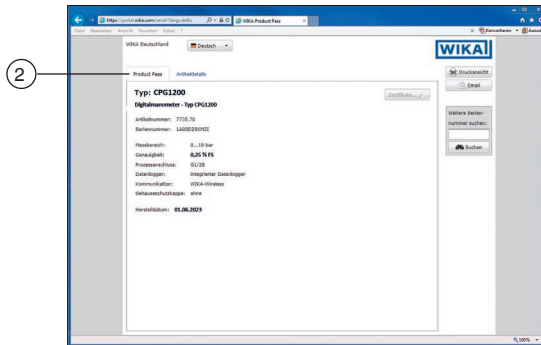 https://portal.wika.com/serial/?lang=de&s
WIKA Product Pass
Datei Bearbeiten Ansicht Favoriten Extras ?
Konvertieren
WIKA Deutschland
Deutsch
WIKAI
2
Product Pass Artikeldetails
Druckansicht
Email
Typ: CPG1200
Zertifikate...
Digitalmanometer - Typ CPG1200
Weitere Serien-
nummer suchen:
Suchen
Artikelnummer: 7735.70
Seriennummer:
Messbereich: 0...10 bar
Genauigkeit: 0,25 % FS
Prozessanschluss: G1/2B
Datenlogger: integrierter Datenlogger
Kommunikation: WIKA-Wireless
Gehäuseschutzkappe: ohne
Herstelldatum: 01.06.2023
100%